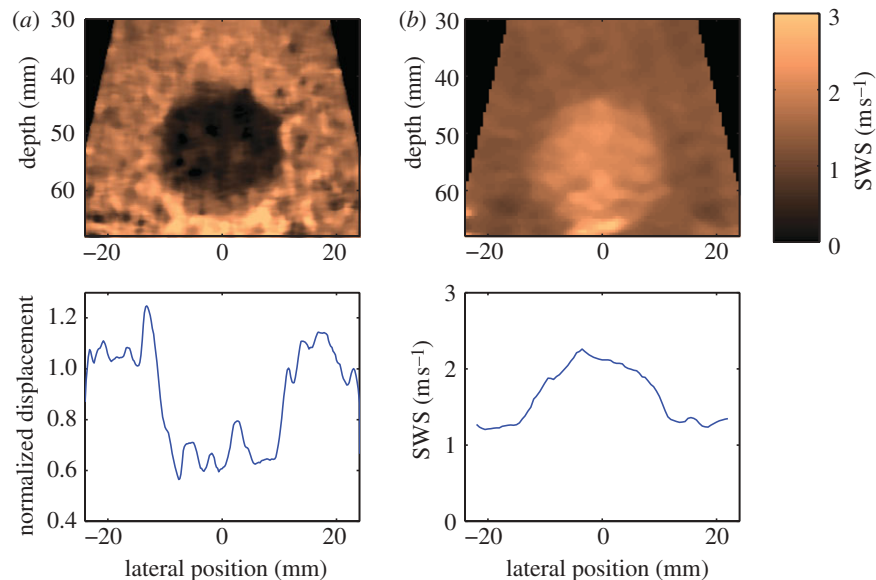 (a)
30
40
50
60
depth (mm)
−20 0 20
(b)
30
40
50
60
depth (mm)
−20 0 20
3
2
1
0
SWS (m s−1)
1.2
1.0
0.8
0.6
0.4
normalized displacement
−20 0 20
lateral position (mm)
3
2
1
0
SWS (m s−1)
−20 0 20
lateral position (mm)